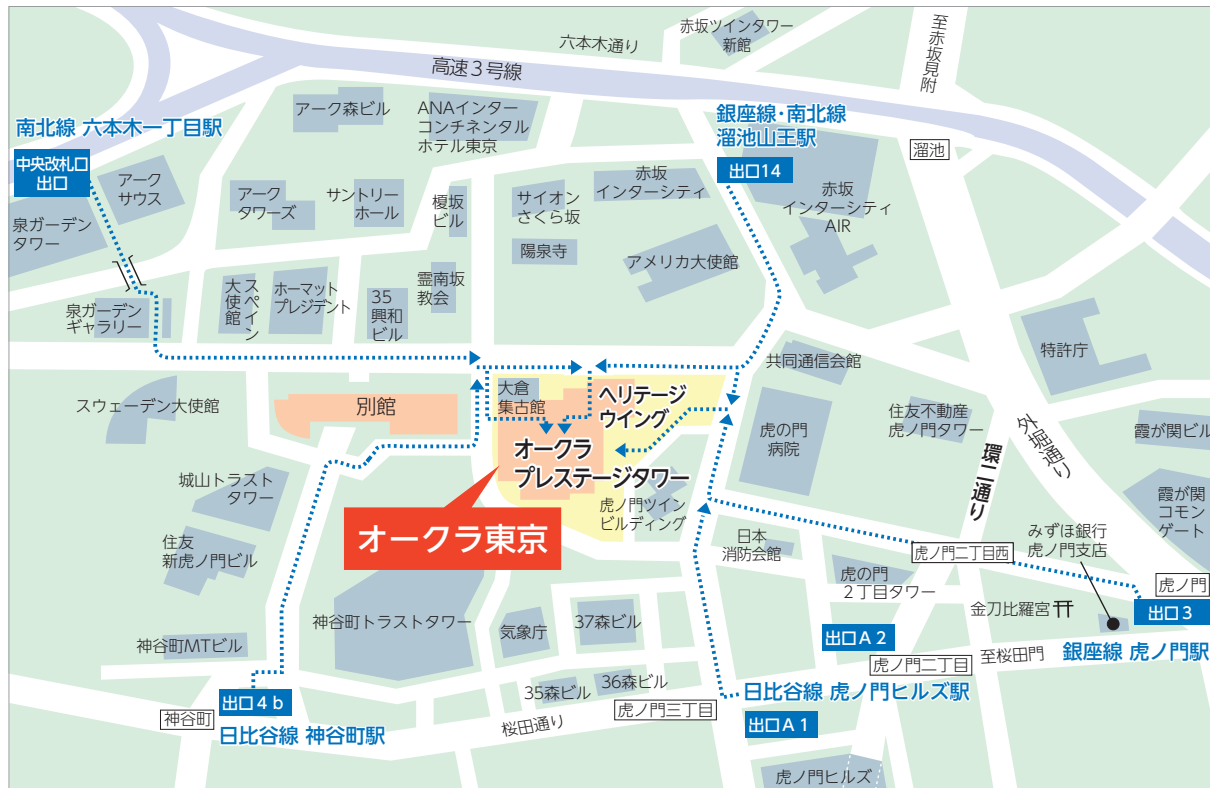 六本木通り
赤坂ツインタワー
新館
至赤坂見附
高速3号線
アーク森ビル
ANAインター
コンチネンタル
ホテル東京
銀座線・南北線
溜池山王駅
出口14
溜池
南北線 六本木一丁目駅
中央改札口
出口
アーク
サウス
泉ガーデン
タワー
アーク
タワーズ
サントリー
ホール
榎坂
ビル
サイオン
さくら坂
赤坂
インターシティ
赤坂
インターシティ
AIR
陽泉寺
アメリカ大使館
霊南坂
教会
スペイン
大使館
ホーマット
プレジデント
35
興和
ビル
泉ガーデン
ギャラリー
特許庁
共同通信会館
スウェーデン大使館
別館
大倉
集古館
ヘリテージ
ウイング
オークラ
プレステージタワー
虎の門
病院
住友不動産
虎ノ門タワー
環二通り
外堀通り
霞が関ビル
霞が関
コモン
ゲート
城山トラスト
タワー
住友
新虎ノ門ビル
オークラ東京
虎ノ門ツイン
ビルディング
日本
消防会館
虎ノ門二丁目西
みずほ銀行
虎ノ門支店
虎ノ門
出口3
虎の門
2丁目タワー
金刀比羅宮
神谷町トラストタワー
気象庁
37森ビル
出口A2
虎ノ門二丁目
至桜田門
銀座線 虎ノ門駅
神谷町MTビル
出口4b
神谷町
日比谷線 神谷町駅
35森ビル
36森ビル
虎ノ門三丁目
桜田通り
日比谷線 虎ノ門ヒルズ駅
出口A1
虎ノ門ヒルズ